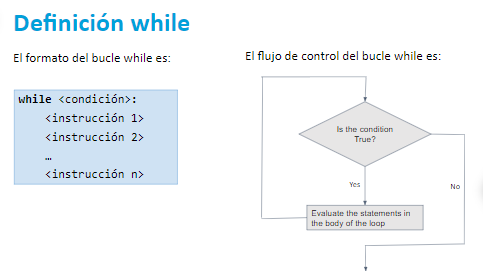 Definición while
El formato del bucle while es:
while <condición>:
<instrucción 1>
<instrucción 2>
…
<instrucción n>
El flujo de control del bucle while es:
Is the condition
True?
Yes
No
Evaluate the statements in
the body of the loop